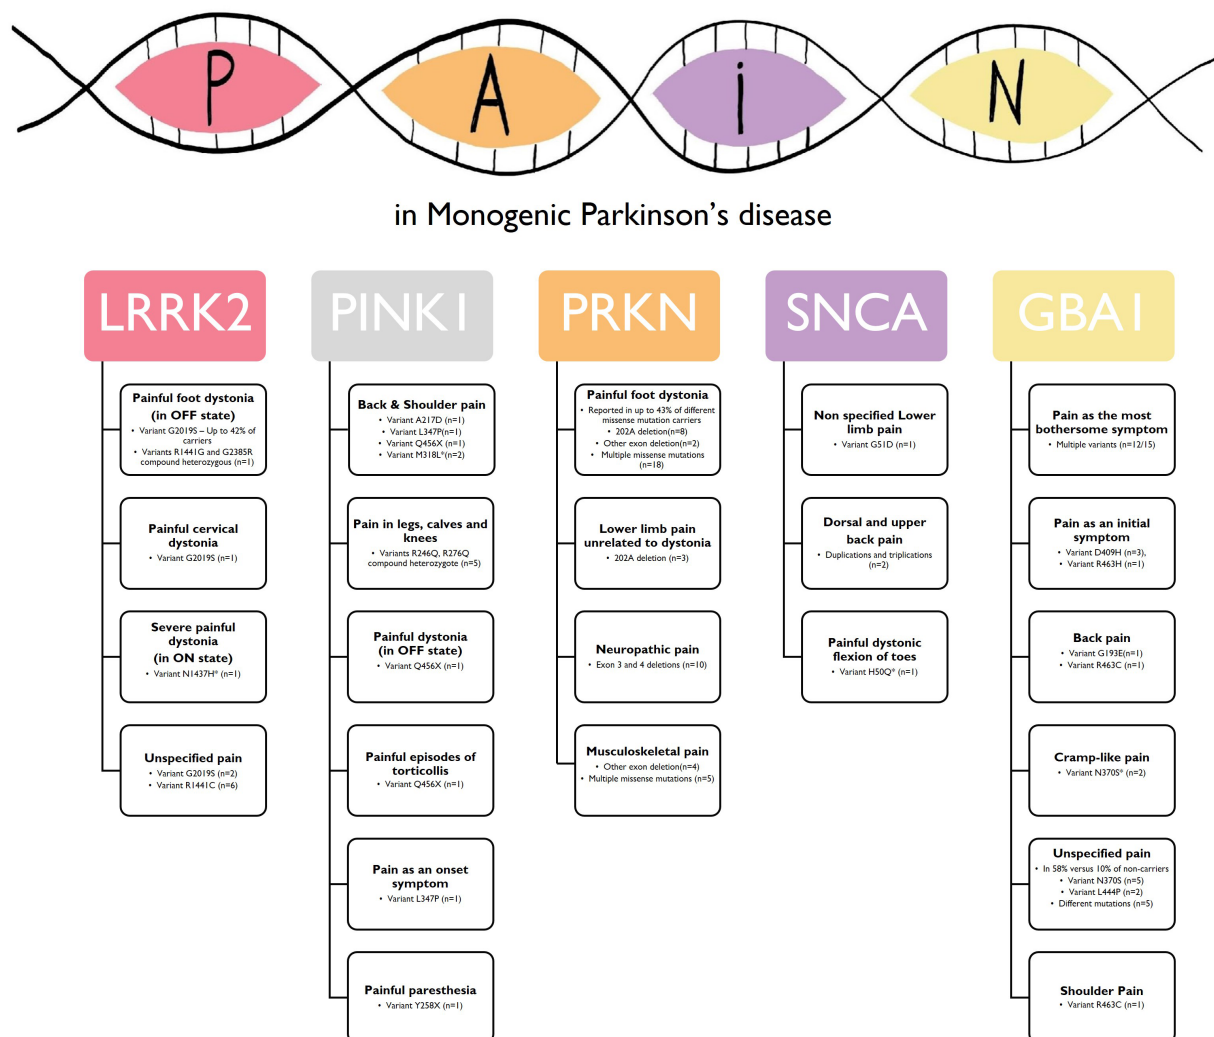 P A i N
in Monogenic Parkinson's disease
LRRK2
Painful foot dystonia
(in OFF state)
• Variant G2019S – Up to 42% of
carriers
• Variants R1441G and G2385R
compound heterozygous (n=1)
Painful cervical
dystonia
• Variant G2019S (n=1)
Severe painful
dystonia
(in ON state)
• Variant N1437H* (n=1)
Unspecified pain
• Variant G2019S (n=2)
• Variant R1441C (n=6)
PINK1
Back & Shoulder pain
• Variant A217D (n=1)
• Variant L347P(n=1)
• Variant Q456X (n=1)
• Variant M318L*(n=2)
Pain in legs, calves and
knees
• Variants R246Q, R276Q
compound heterozygote (n=5)
Painful dystonia
(in OFF state)
• Variant Q456X (n=1)
Painful episodes of
torticollis
• Variant Q456X (n=1)
Pain as an onset
symptom
• Variant L347P (n=1)
Painful paresthesia
• Variant Y258X (n=1)
PRKN
Painful foot dystonia
• Reported in up to 43% of different
missense mutation carriers
• 202A deletion(n=8)
• Other exon deletion(n=2)
• Multiple missense mutations
(n=18)
Lower limb pain
unrelated to dystonia
• 202A deletion (n=3)
Neuropathic pain
• Exon 3 and 4 deletions (n=10)
Musculoskeletal pain
• Other exon deletion(n=4)
• Multiple missense mutations (n=5)
SNCA
Non specified Lower
limb pain
• Variant G51D (n=1)
Dorsal and upper
back pain
• Duplications and triplications
(n=2)
Painful dystonic
flexion of toes
• Variant H50Q* (n=1)
GBA1
Pain as the most
bothersome symptom
• Multiple variants (n=12/15)
Pain as an initial
symptom
• Variant D409H (n=3),
• Variant R463H (n=1)
Back pain
• Variant G193E(n=1)
• Variant R463C (n=1)
Cramp-like pain
• Variant N370S* (n=2)
Unspecified pain
• In 58% versus 10% of non-carriers
• Variant N370S (n=5)
• Variant L444P (n=2)
• Different mutations (n=5)
Shoulder Pain
• Variant R463C (n=1)